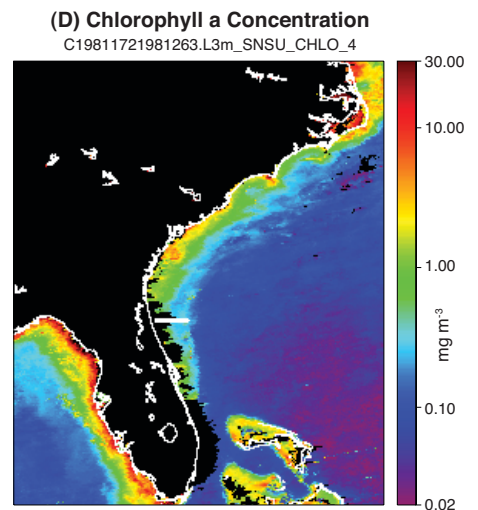 (D) Chlorophyll a Concentration
C19811721981263.L3m_SNSU_CHLO_4
30.00
10.00
1.00
mg m-3
0.10
0.02